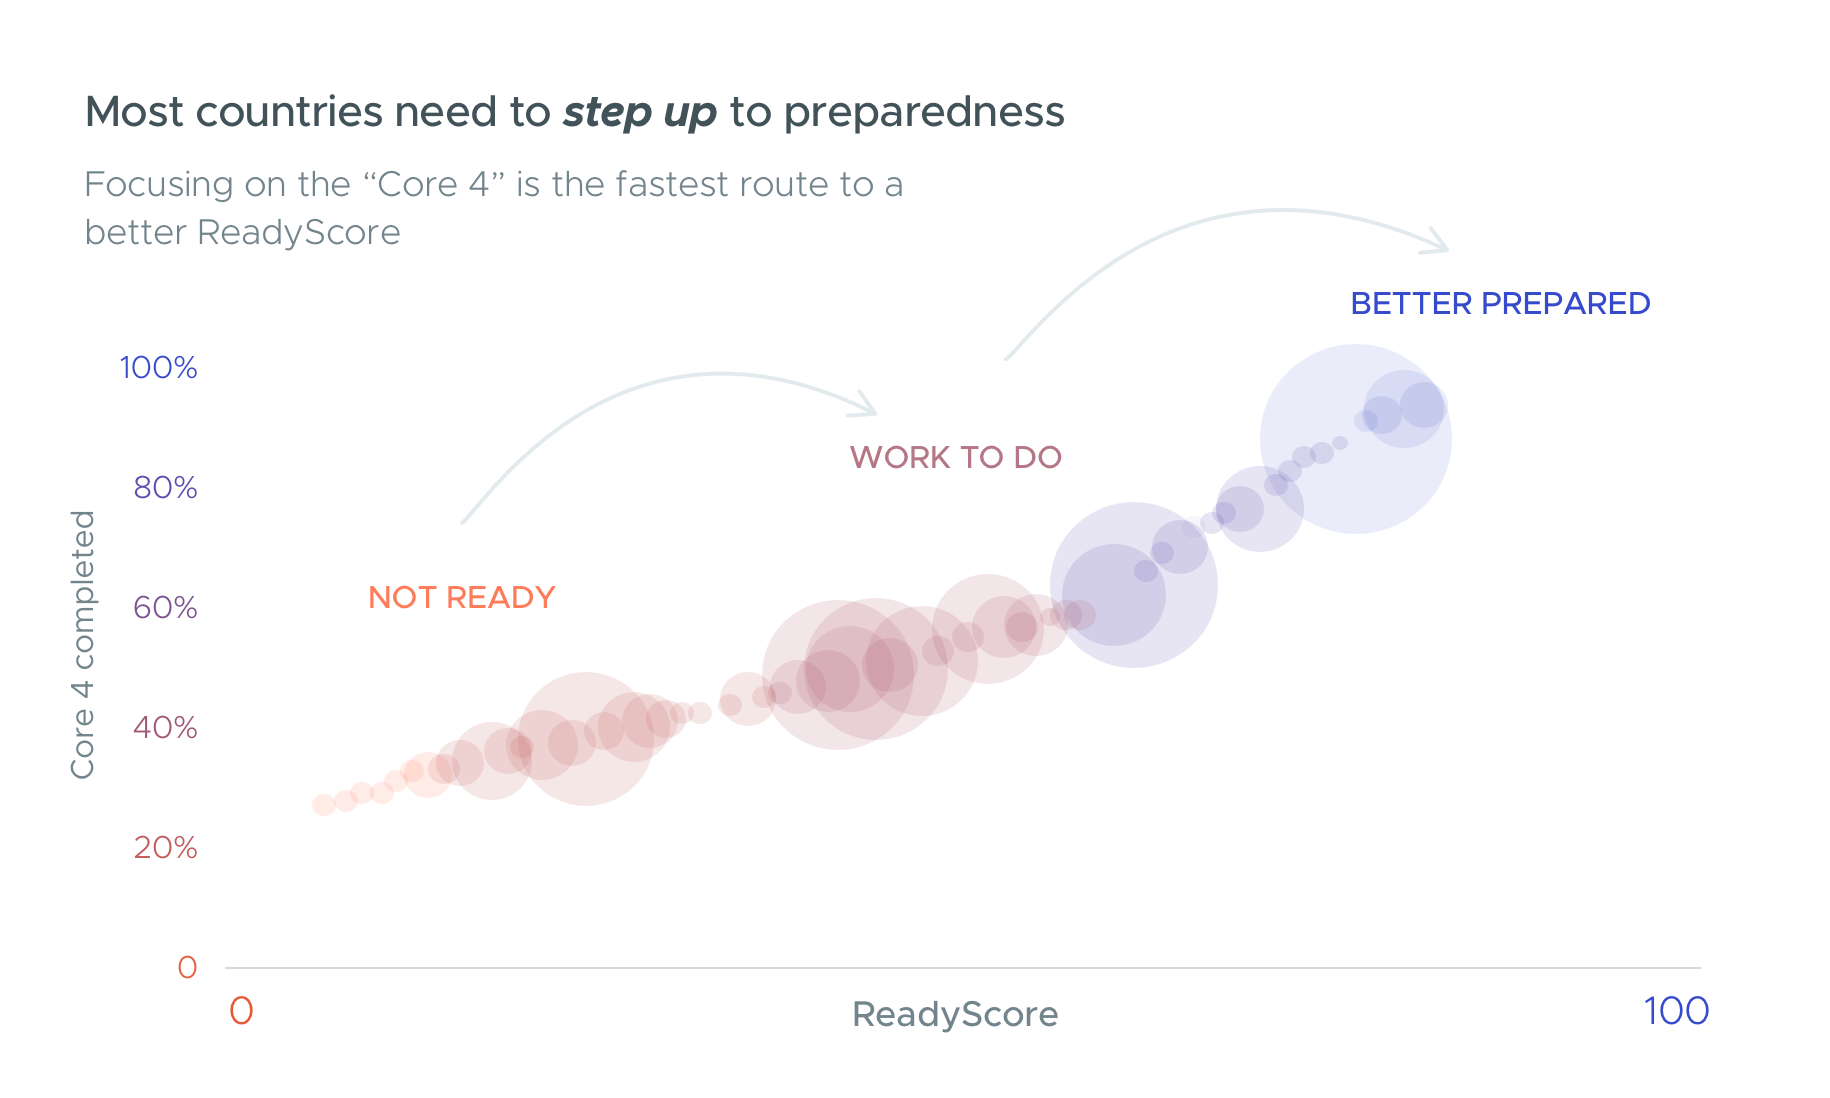 Most countries need to step up to preparedness
Focusing on the “Core 4” is the fastest route to a
better ReadyScore
BETTER PREPARED
WORK TO DO
NOT READY
100%
80%
60%
40%
20%
0
Core 4 completed
0
ReadyScore
100